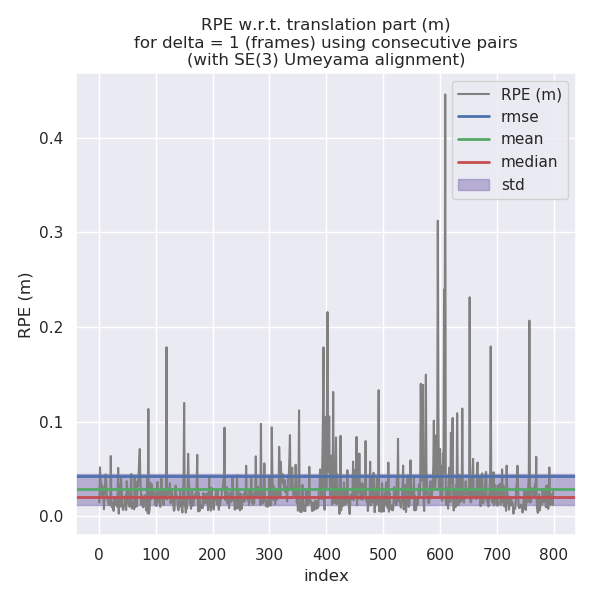 RPE w.r.t. translation part (m)
for delta = 1 (frames) using consecutive pairs
(with SE(3) Umeyama alignment)
RPE (m)
rmse
mean
median
std
0.4
0.3
0.2
0.1
0.0
RPE (m)
0 100 200 300 400 500 600 700 800
index